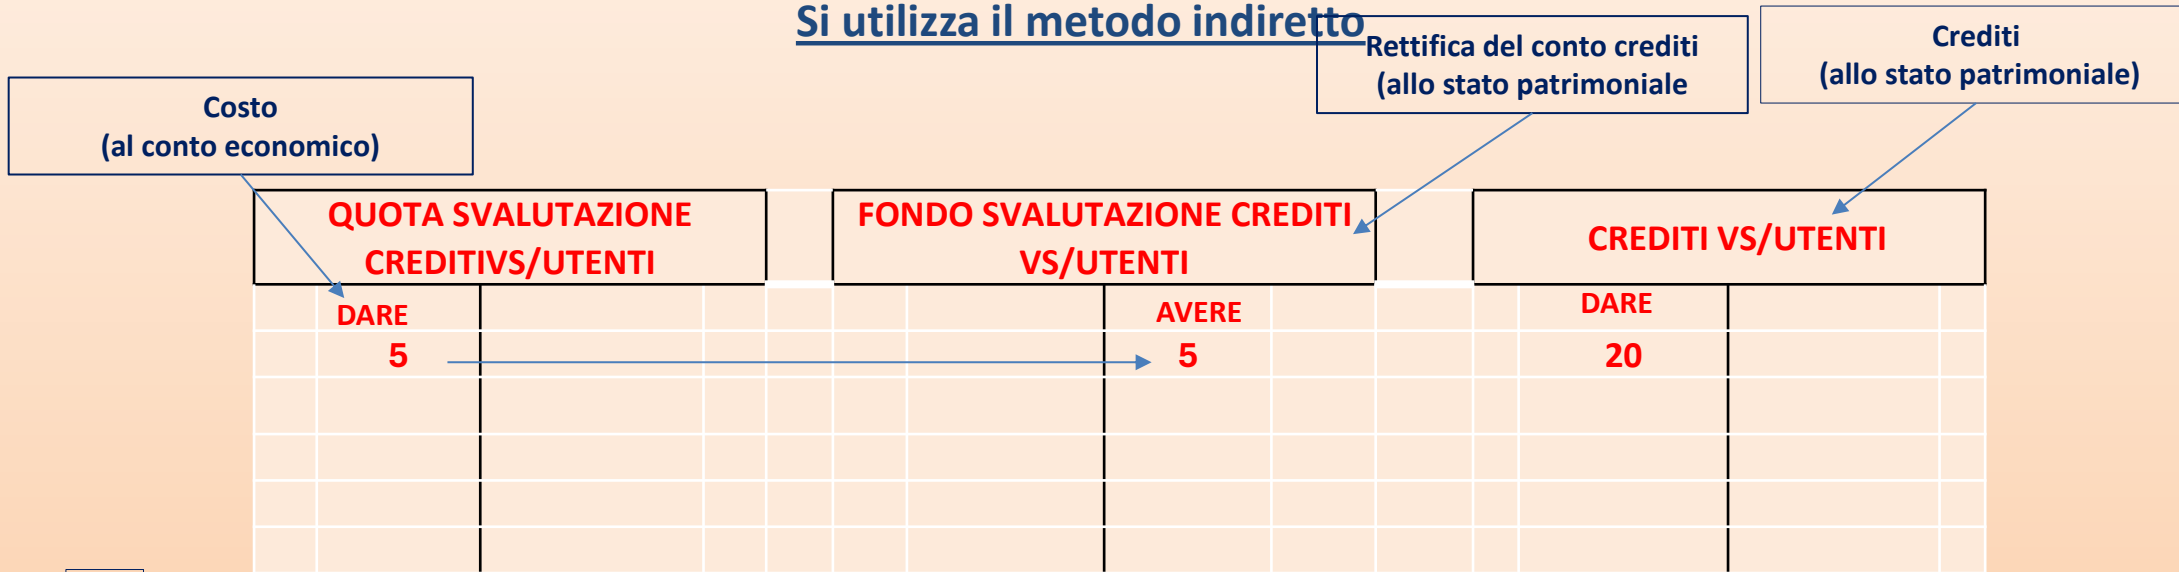 Si utilizza il metodo indiretto
Rettifica del conto crediti
(allo stato patrimoniale
Crediti
(allo stato patrimoniale)
Costo
(al conto economico)
QUOTA SVALUTAZIONE
CREDITIVS/UTENTI
FONDO SVALUTAZIONE CREDITI
VS/UTENTI
CREDITI VS/UTENTI
DARE
AVERE
DARE
5
5
20